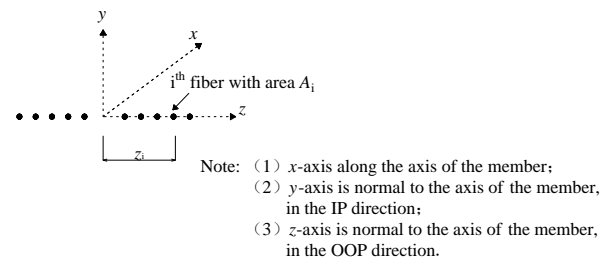 y
x
i^th fiber with area A_i
z
z_i
Note:（1）x-axis along the axis of the member；
（2）y-axis is normal to the axis of the member,
in the IP direction；
（3）z-axis is normal to the axis of the member,
in the OOP direction.